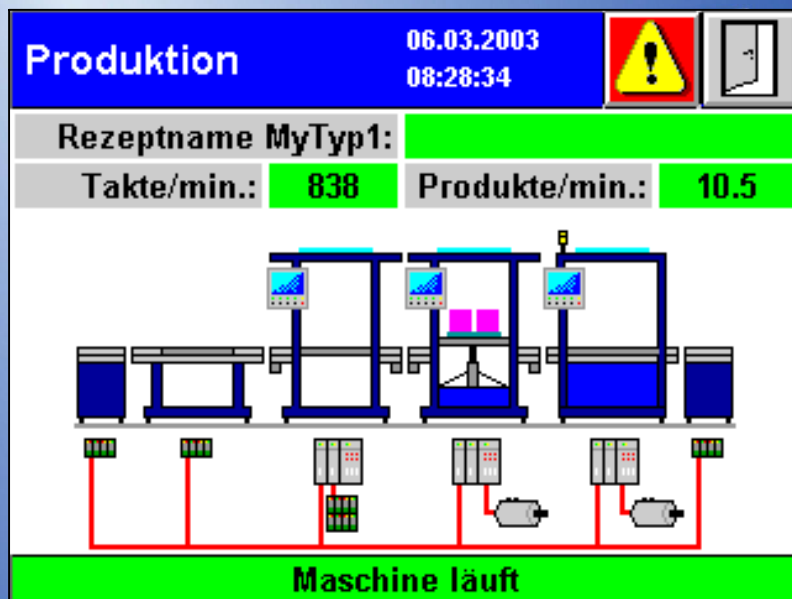 Produktion
06.03.2003
08:28:34
Rezeptname MyTyp1:
Takte/min.: 838 Produkte/min.: 10.5
Maschine läuft